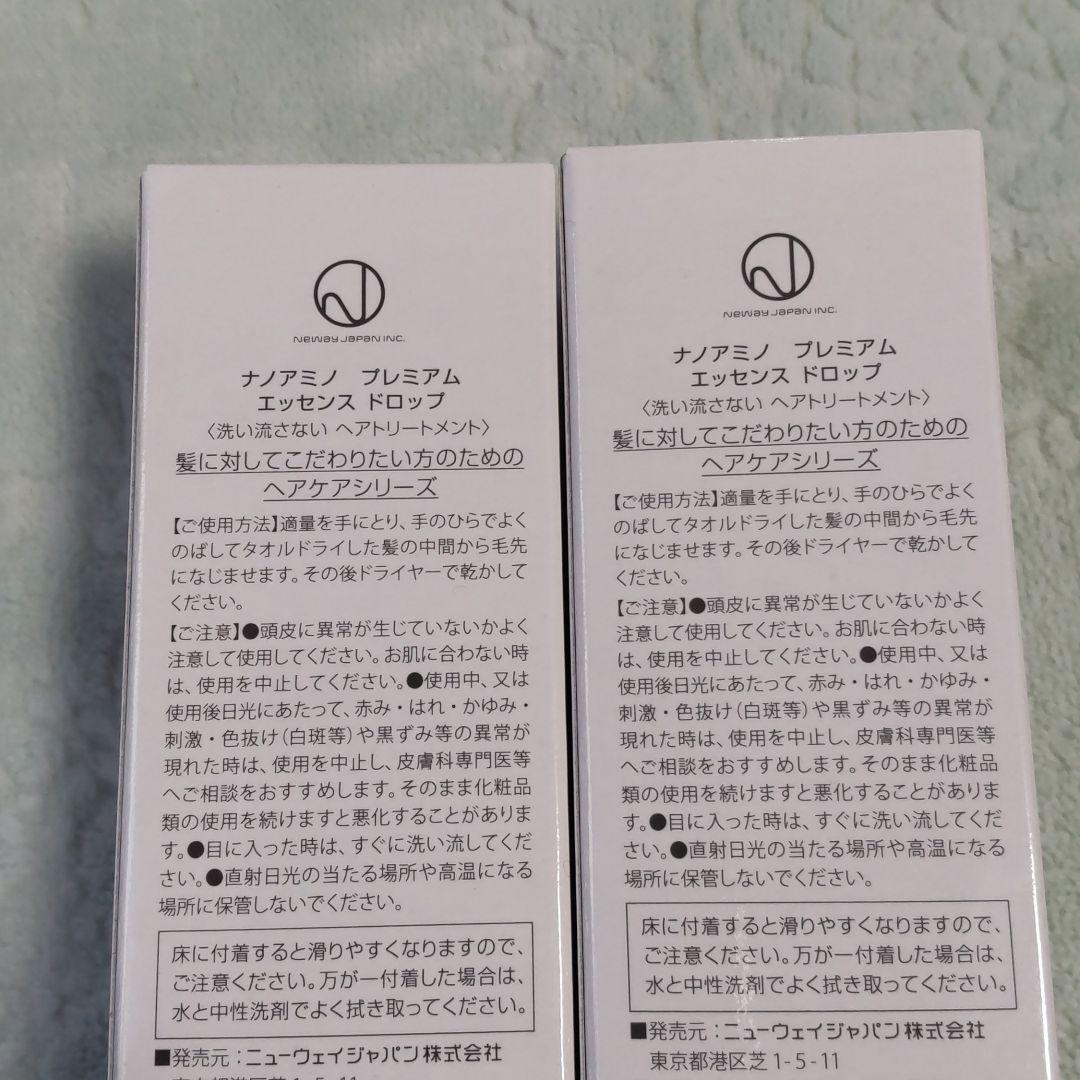 NEWAY JAPAN INC.
ナノアミノ　プレミアム
エッセンス ドロップ
〈洗い流さない ヘアトリートメント〉
髪に対してこだわりたい方のための
ヘアケアシリーズ
【ご使用方法】適量を手にとり、手のひらでよく
のばしてタオルドライした髪の中間から毛先
になじませます。その後ドライヤーで乾かして
ください。
【ご注意】●頭皮に異常が生じていないかよく
注意して使用してください。お肌に合わない時
は、使用を中止してください。●使用中、又は
使用後日光にあたって、赤み・はれ・かゆみ・
刺激・色抜け（白斑等）や黒ずみ等の異常が
現れた時は、使用を中止し、皮膚科専門医等
へご相談をおすすめします。そのまま化粧品
類の使用を続けますと悪化することがありま
す。●目に入った時は、すぐに洗い流してくだ
さい。●直射日光の当たる場所や高温になる
場所に保管しないでください。
床に付着すると滑りやすくなりますので、
ご注意ください。万が一付着した場合は、
水と中性洗剤でよく拭き取ってください。
■発売元：ニューウェイジャパン株式会社
東京都港区芝1-5-11
NEWAY JAPAN INC.
ナノアミノ　プレミアム
エッセンス ドロップ
〈洗い流さない ヘアトリートメント〉
髪に対してこだわりたい方のための
ヘアケアシリーズ
【ご使用方法】適量を手にとり、手のひらでよく
のばしてタオルドライした髪の中間から毛先
になじませます。その後ドライヤーで乾かして
ください。
【ご注意】●頭皮に異常が生じていないかよく
注意して使用してください。お肌に合わない時
は、使用を中止してください。●使用中、又は
使用後日光にあたって、赤み・はれ・かゆみ・
刺激・色抜け（白斑等）や黒ずみ等の異常が
現れた時は、使用を中止し、皮膚科専門医等
へご相談をおすすめします。そのまま化粧品
類の使用を続けますと悪化することがありま
す。●目に入った時は、すぐに洗い流してくだ
さい。●直射日光の当たる場所や高温になる
場所に保管しないでください。
床に付着すると滑りやすくなりますので、
ご注意ください。万が一付着した場合は、
水と中性洗剤でよく拭き取ってください。
■発売元：ニューウェイジャパン株式会社
東京都港区芝1-5-11